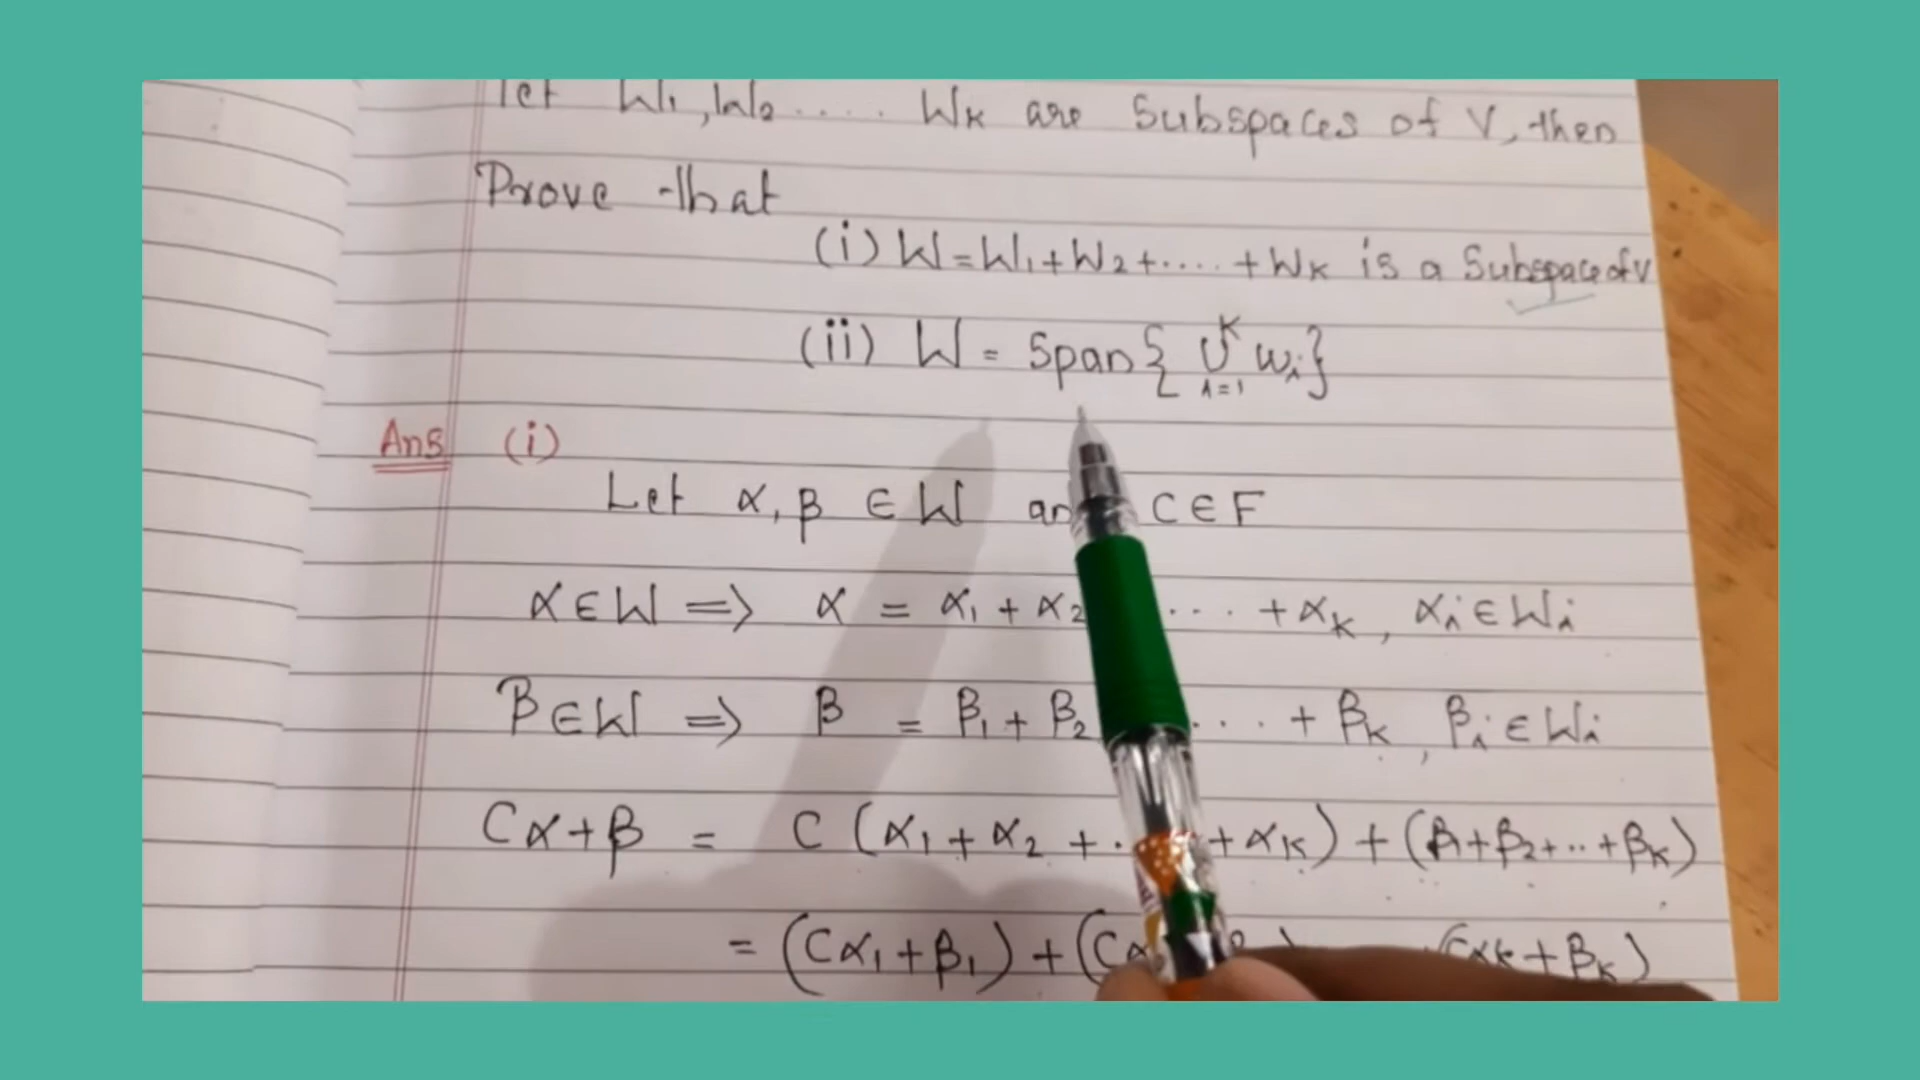 let W₁, W₂ .... Wₖ are Subspaces of V, then
Prove that
(i) W = W₁ + W₂ + .... + Wₖ is a Subspace of V
(ii) W = Span{ ⋃ᵢ₌₁ᴷ Wᵢ}
Ans (i)
Let α, β ∈ W C ∈ F
α ∈ W ⇒ α = α₁ + α₂ ... + αₖ, αᵢ ∈ Wᵢ
β ∈ W ⇒ β = β₁ + β₂ ... + βₖ, βᵢ ∈ Wᵢ
Cα + β = C (α₁ + α₂ + . + αₖ) + (β₁ + β₂ + .. + βₖ)
= (Cα₁ + β₁) + (Cα (Cαₖ + βₖ)